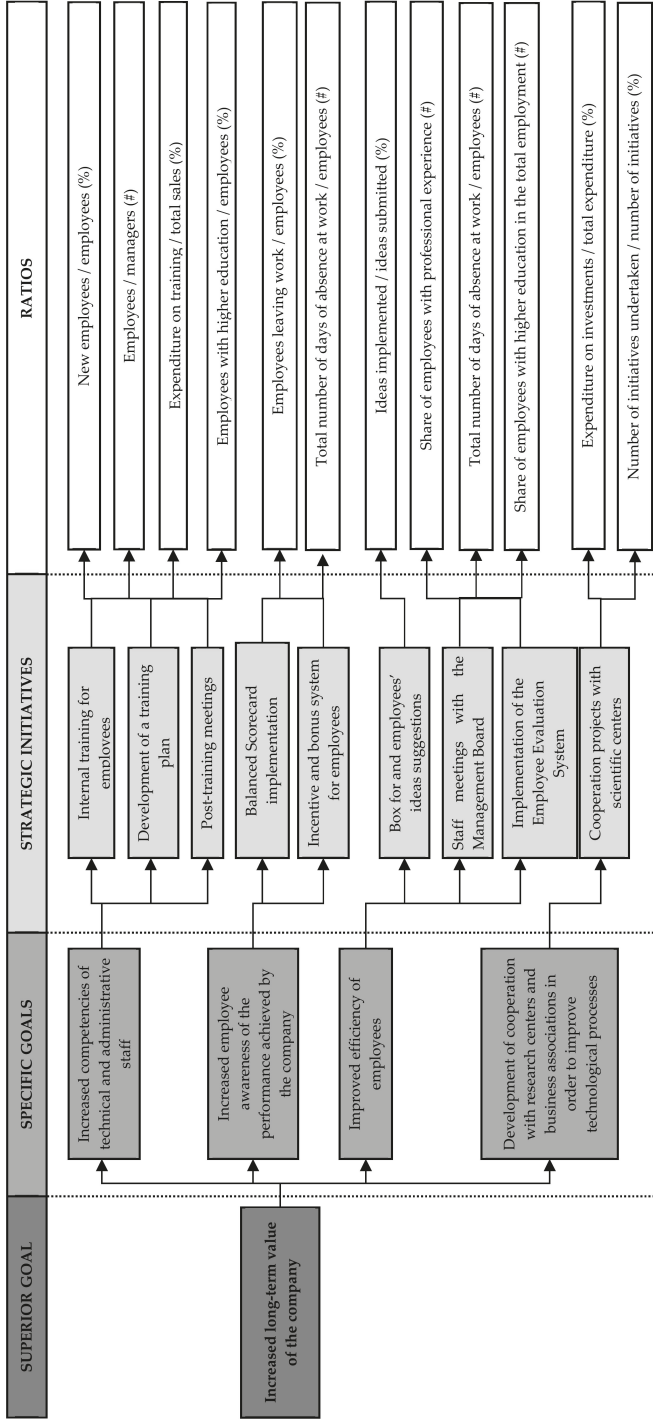 SUPERIOR GOAL
SPECIFIC GOALS
STRATEGIC INITIATIVES
RATIOS
Increased long-term value
of the company
Increased competencies of
technical and administrative
staff
Increased employee
awareness of the
performance achieved by
the company
Improved efficiency of
employees
Development of cooperation
with research centers and
business associations in
order to improve
technological processes
Internal training for
employees
Development of a training
plan
Post-training meetings
Balanced Scorecard
implementation
Incentive and bonus system
for employees
Box for and employees’
ideas suggestions
Staff meetings with the
Management Board
Implementation of the
Employee Evaluation
System
Cooperation projects with
scientific centers
New employees / employees (%)
Employees / managers (#)
Expenditure on training / total sales (%)
Employees with higher education / employees (%)
Employees leaving work / employees (%)
Total number of days of absence at work / employees (#)
Ideas implemented / ideas submitted (%)
Share of employees with professional experience (#)
Total number of days of absence at work / employees (#)
Share of employees with higher education in the total employment (#)
Expenditure on investments / total expenditure (%)
Number of initiatives undertaken / number of initiatives (%)